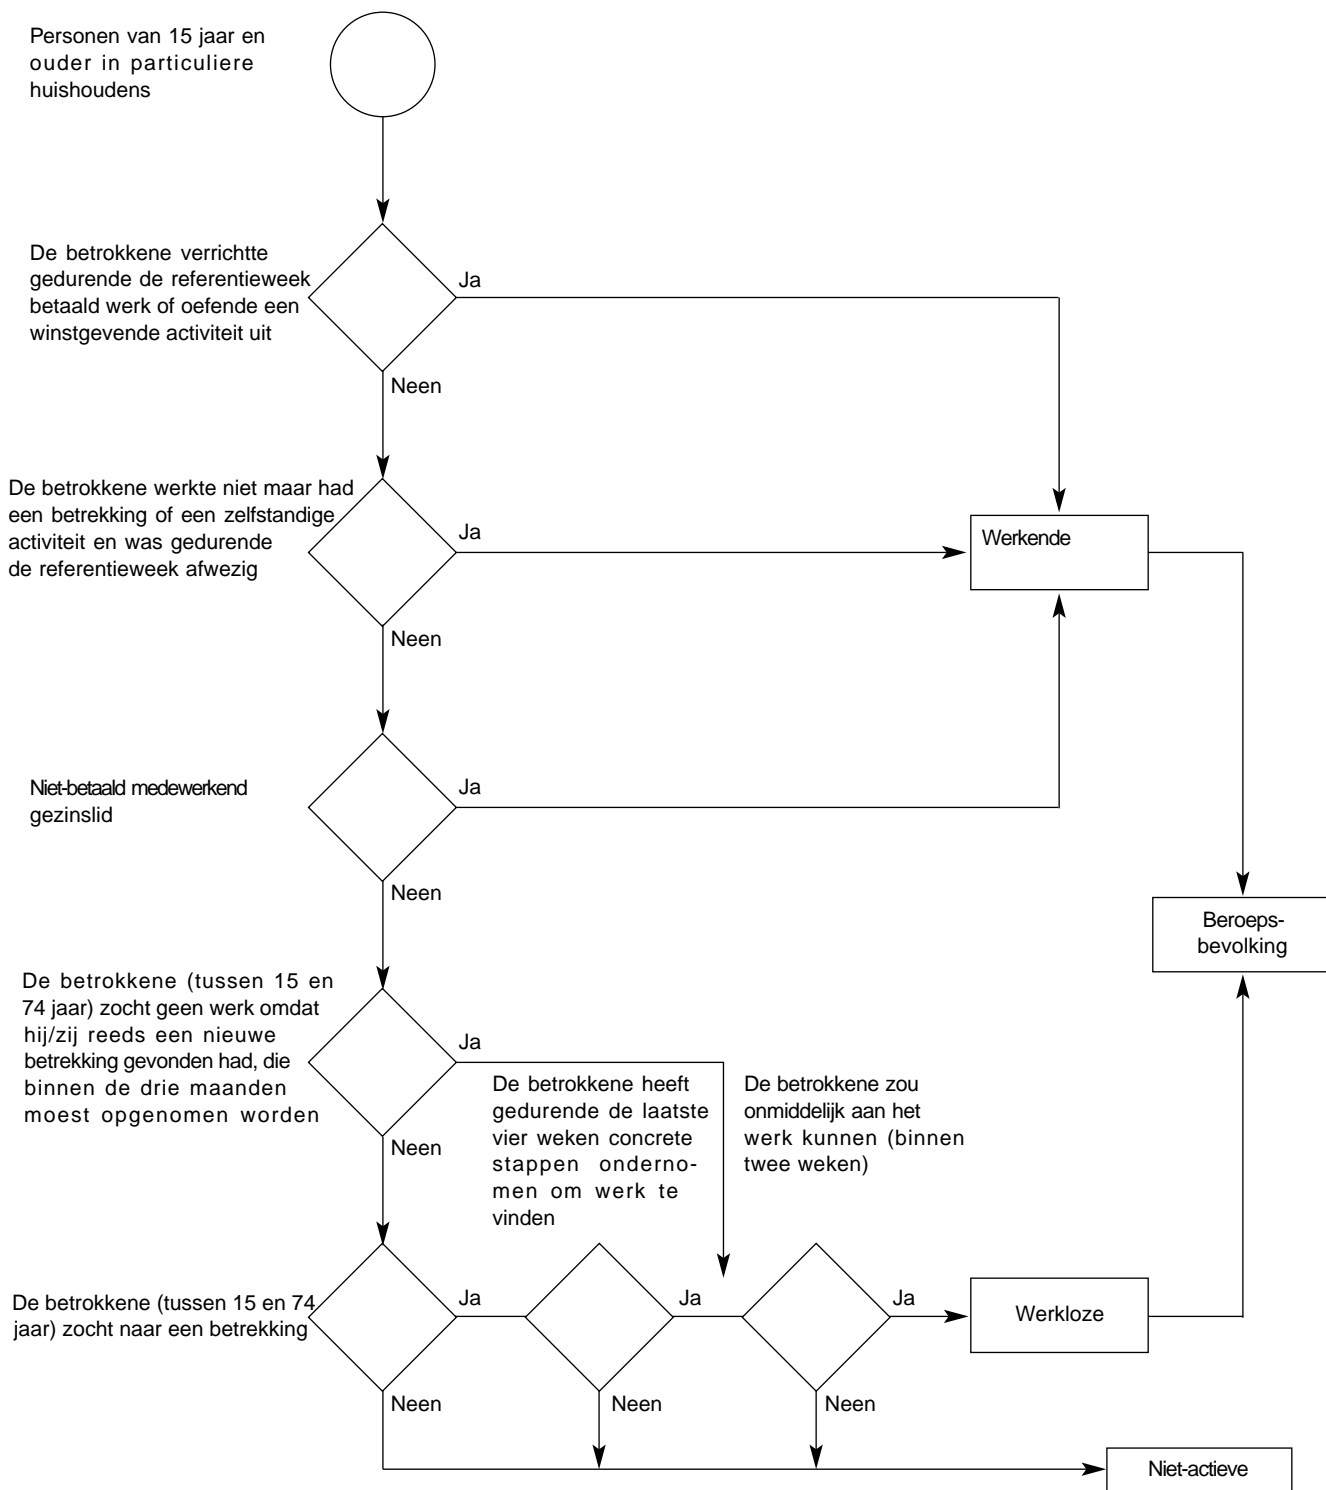 Personen van 15 jaar en
ouder in particuliere
huishoudens
De betrokkene verrichtte
gedurende de referentieweek
betaald werk of oefende een
winstgevende activiteit uit
Ja
Neen
De betrokkene werkte niet maar had
een betrekking of een zelfstandige
activiteit en was gedurende
de referentieweek afwezig
Ja
Werkende
Neen
Niet-betaald medewerkend
gezinslid
Ja
Neen
Beroeps-
bevolking
De betrokkene (tussen 15 en
74 jaar) zocht geen werk omdat
hij/zij reeds een nieuwe
betrekking gevonden had, die
binnen de drie maanden
moest opgenomen worden
Ja
Neen
De betrokkene heeft
gedurende de laatste
vier weken concrete
stappen onderno-
men om werk te
vinden
De betrokkene zou
onmiddelijk aan het
werk kunnen (binnen
twee weken)
De betrokkene (tussen 15 en 74
jaar) zocht naar een betrekking
Ja
Ja
Ja
Werkloze
Neen
Neen
Neen
Niet-actieve